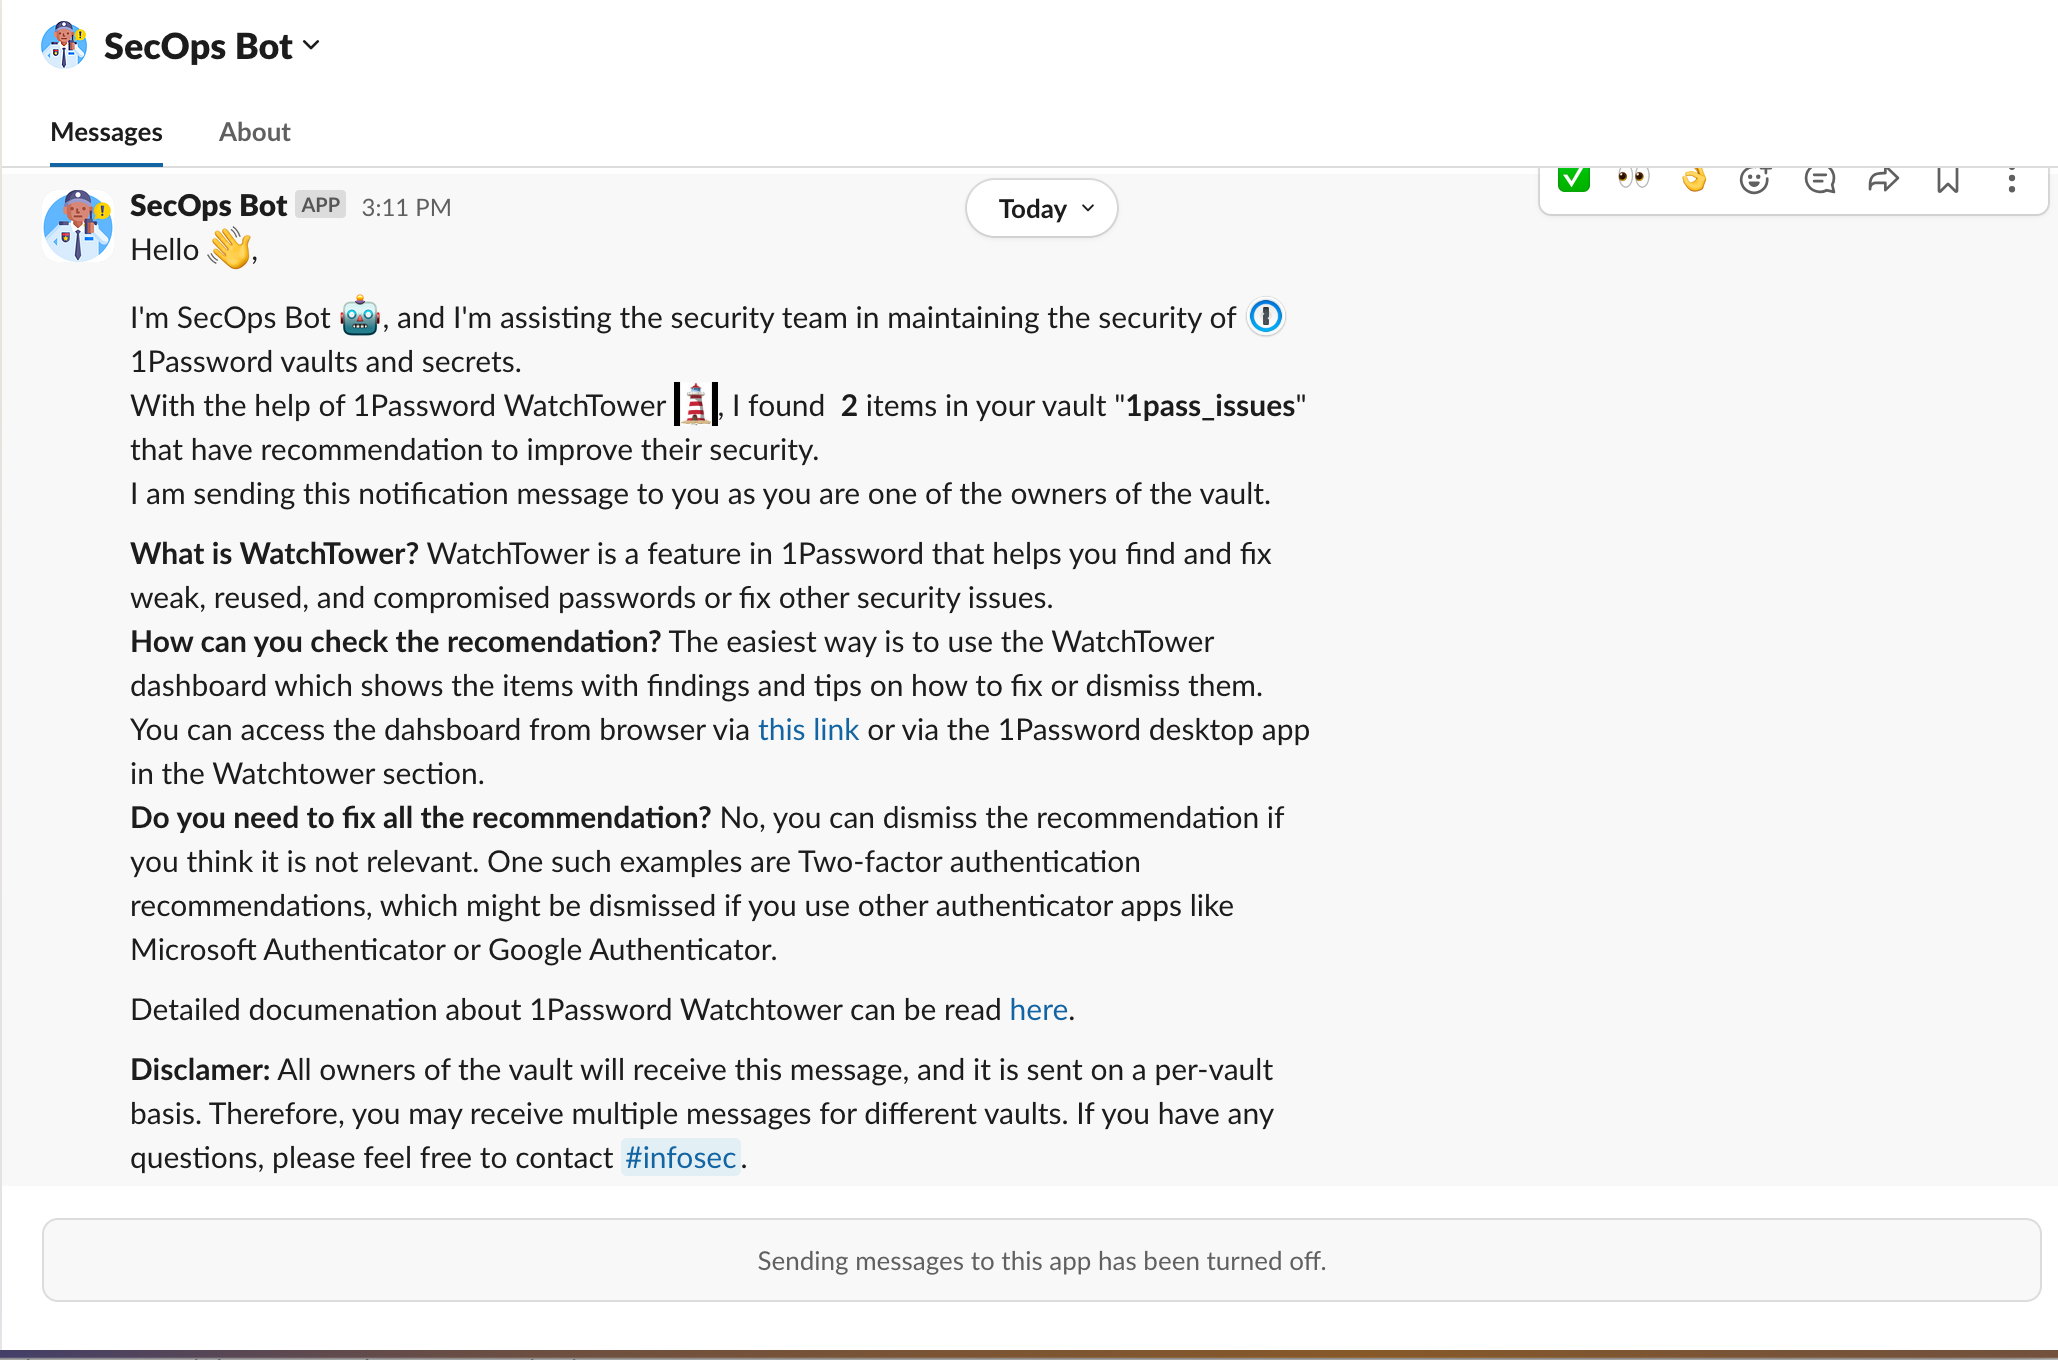 SecOps Bot
Messages About
SecOps Bot APP 3:11 PM
Today
Hello 👋,
I'm SecOps Bot 🤖, and I'm assisting the security team in maintaining the security of
1Password vaults and secrets.
With the help of 1Password WatchTower, I found 2 items in your vault "1pass_issues"
that have recommendation to improve their security.
I am sending this notification message to you as you are one of the owners of the vault.
What is WatchTower? WatchTower is a feature in 1Password that helps you find and fix
weak, reused, and compromised passwords or fix other security issues.
How can you check the recomendation? The easiest way is to use the WatchTower
dashboard which shows the items with findings and tips on how to fix or dismiss them.
You can access the dahsboard from browser via this link or via the 1Password desktop app
in the Watchtower section.
Do you need to fix all the recommendation? No, you can dismiss the recommendation if
you think it is not relevant. One such examples are Two-factor authentication
recommendations, which might be dismissed if you use other authenticator apps like
Microsoft Authenticator or Google Authenticator.
Detailed documenation about 1Password Watchtower can be read here.
Disclamer: All owners of the vault will receive this message, and it is sent on a per-vault
basis. Therefore, you may receive multiple messages for different vaults. If you have any
questions, please feel free to contact #infosec.
Sending messages to this app has been turned off.